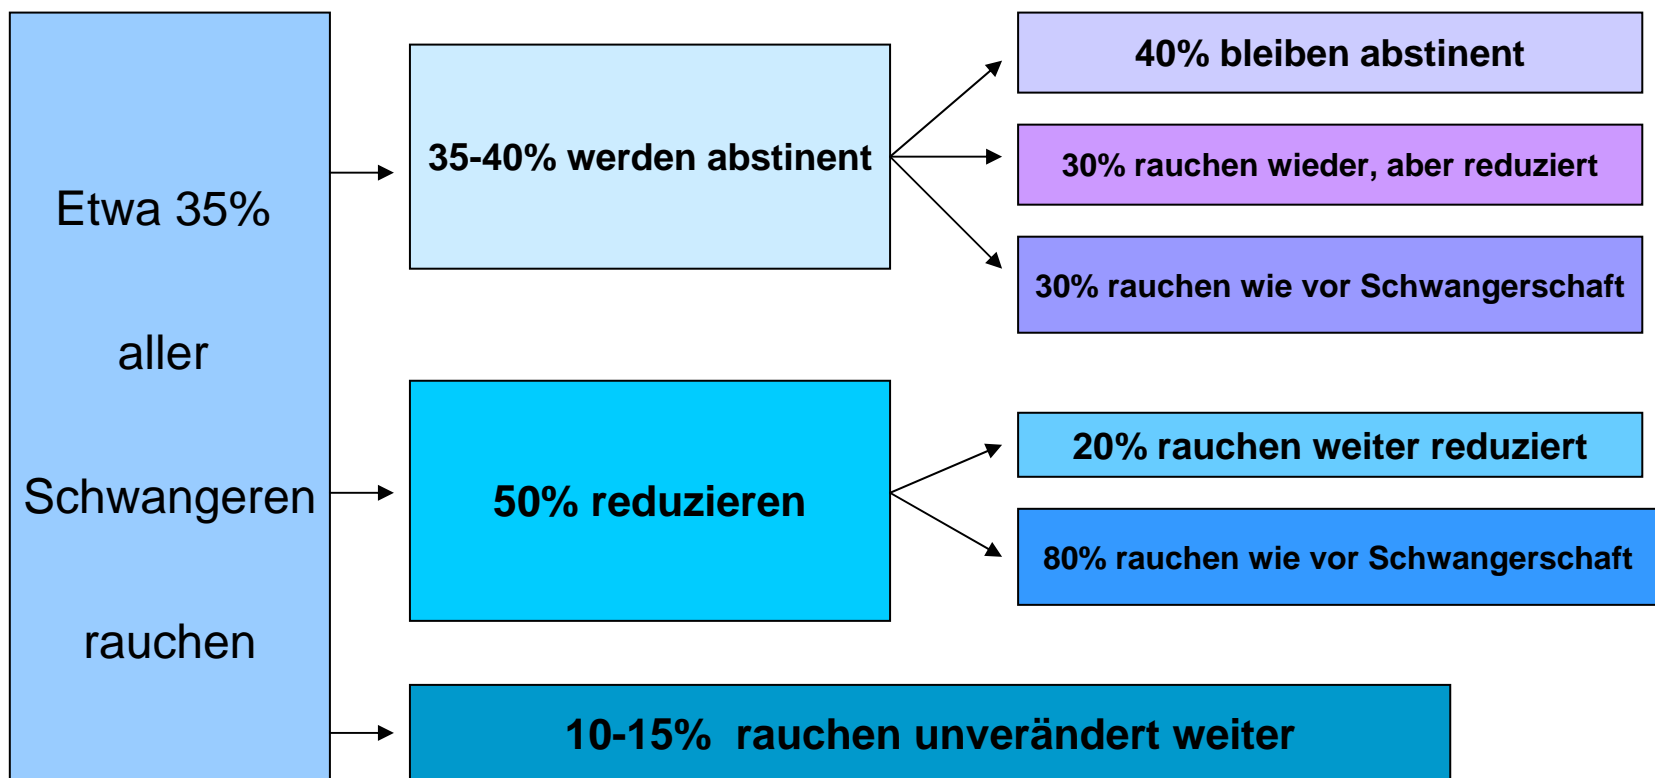 Etwa 35%
aller
Schwangeren
rauchen
35-40% werden abstinent
40% bleiben abstinent
30% rauchen wieder, aber reduziert
30% rauchen wie vor Schwangerschaft
50% reduzieren
20% rauchen weiter reduziert
80% rauchen wie vor Schwangerschaft
10-15%  rauchen unverändert weiter